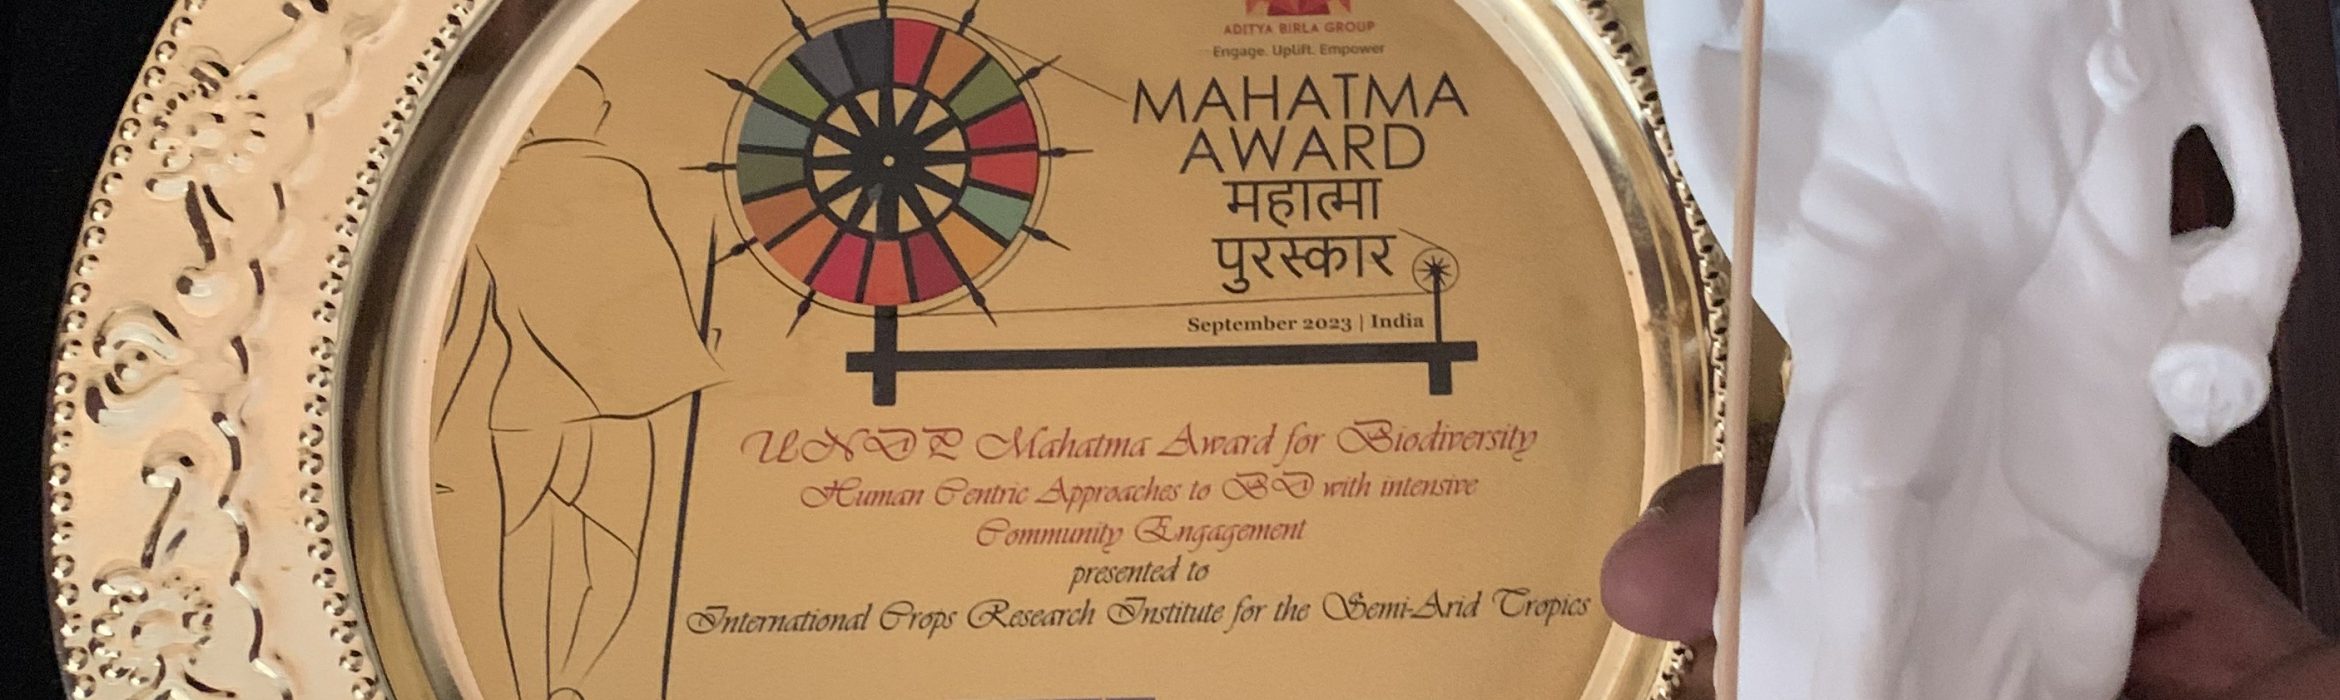 ADITYA BIRLA GROUP
Engage. Uplift. Empower
MAHATMA
AWARD
महात्मा
पुरस्कार
September 2023 | India
UNDP Mahatma Award for Biodiversity
Human Centric Approaches to BD with intensive
Community Engagement
presented to
International Crops Research Institute for the Semi-Arid Tropics